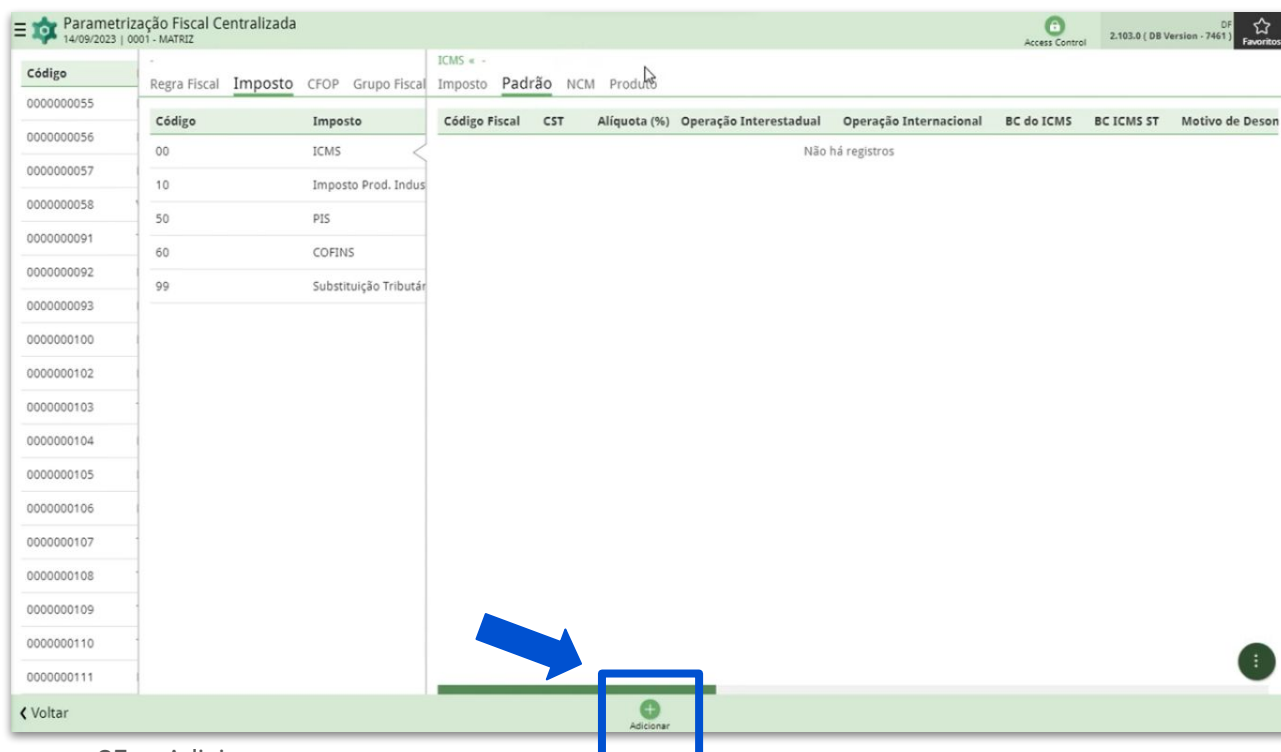 Parametrização Fiscal Centralizada
14/09/2023 | 0001 - MATRIZ
Access Control
DF
2.103.0 ( DB Version - 7461 )
Favoritos
Código
0000000055
0000000056
0000000057
0000000058
0000000091
0000000092
0000000093
0000000100
0000000102
0000000103
0000000104
0000000105
0000000106
0000000107
0000000108
0000000109
0000000110
0000000111
-
Regra Fiscal Imposto CFOP Grupo Fiscal
Código Imposto
00 ICMS
10 Imposto Prod. Indus
50 PIS
60 COFINS
99 Substituição Tributár
ICMS « -
Imposto Padrão NCM Produto
Código Fiscal CST Alíquota (%) Operação Interestadual Operação Internacional BC do ICMS BC ICMS ST Motivo de Deson
Não há registros
Voltar
Adicionar